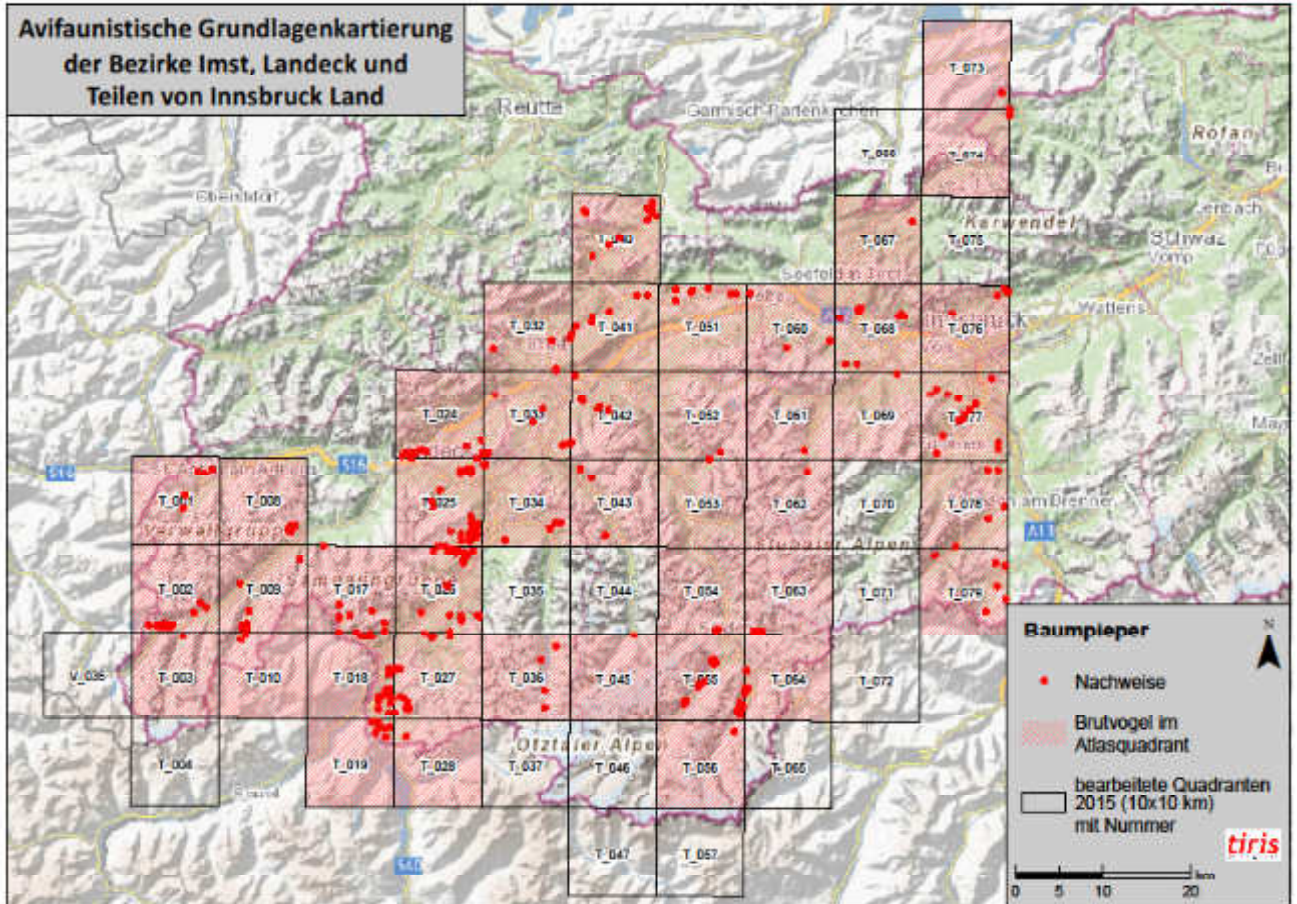 Avifaunistische Grundlagenkartierung
der Bezirke Imst, Landeck und
Teilen von Innsbruck Land
T_073
Reutte
Garmisch-Partenkirchen
Rofan
T_066
T_074
Oberstdorf
Jenbach
T_040
T_067
Karwendel
T_075
Schwaz
Vomp
Seefeld in Tirol
Wattens
T_032
T_041
T_051
T_060
T_068
T_076
T_024
T_033
T_042
T_052
T_061
T_069
T_077
S16
S16
T_001
T_008
T_025
T_034
T_043
T_053
T_062
T_070
T_078
Verwallgruppe
Stubaier Alpen
A13
T_002
T_009
T_017
T_026
T_035
T_044
T_054
T_063
T_071
T_079
Samnaungruppe
V_035
T_003
T_010
T_018
T_027
T_036
T_045
T_055
T_064
T_072
Ötztaler Alpen
T_004
T_019
T_028
T_037
T_046
T_056
T_065
S40
T_047
T_057
Baumpieper
N
Nachweise
Brutvogel im
Atlasquadrant
bearbeitete Quadranten
2015 (10x10 km)
mit Nummer
tiris
km
0 5 10 20